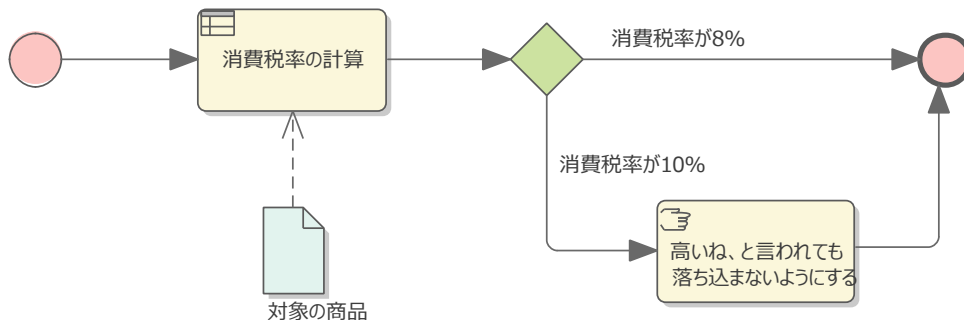 消費税率の計算
消費税率が8%
消費税率が10%
高いね、と言われても
落ち込まないようにする
対象の商品